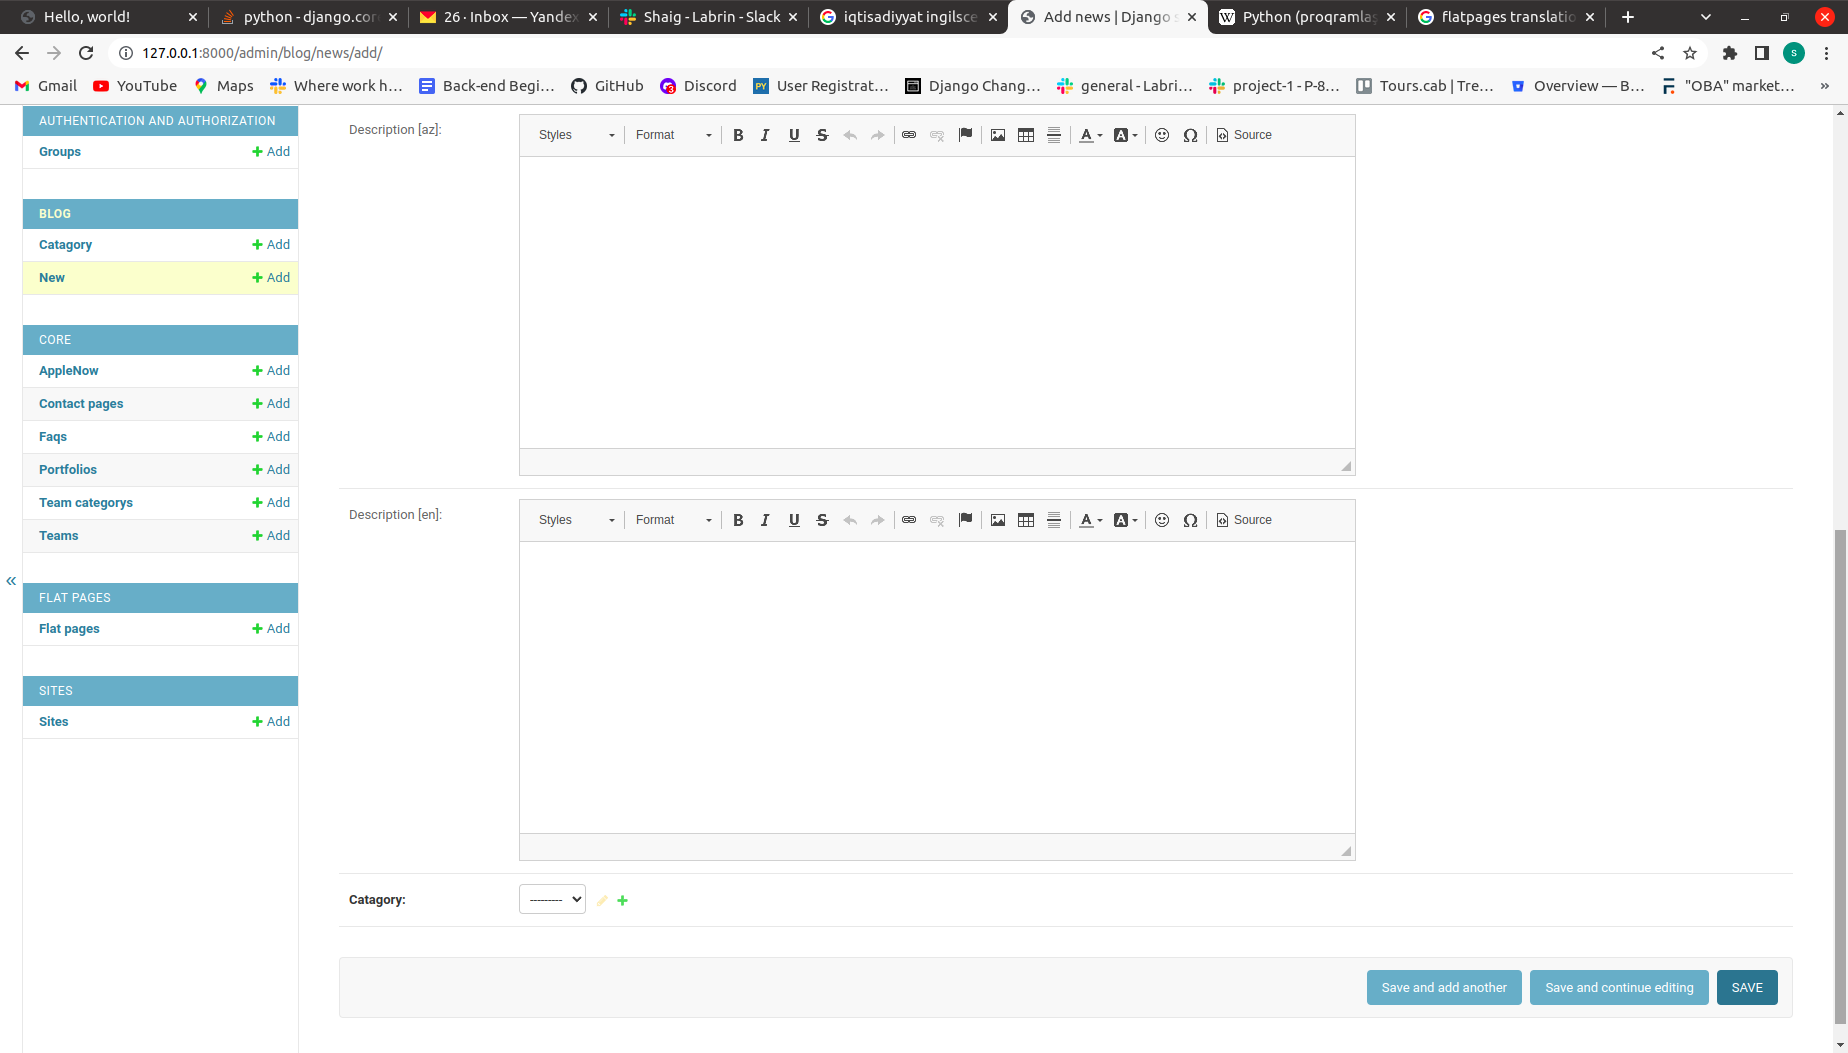 Hello, world!
python - django.cor
26 · Inbox — Yandex
Shaig - Labrin - Slack
iqtisadiyyat ingilsce
Add news | Django s
Python (proqramlaş
flatpages translatio
127.0.0.1:8000/admin/blog/news/add/
S
Gmail
YouTube
Maps
Where work h...
Back-end Begi...
GitHub
Discord
User Registrat...
Django Chang...
general - Labri...
project-1 - P-8...
Tours.cab | Tre...
Overview — B...
"OBA" market...
»
AUTHENTICATION AND AUTHORIZATION
Groups
Add
BLOG
Catagory
Add
New
Add
CORE
AppleNow
Add
Contact pages
Add
Faqs
Add
Portfolios
Add
Team categorys
Add
Teams
Add
«
FLAT PAGES
Flat pages
Add
SITES
Sites
Add
Description [az]:
Styles
Format
B I U S
A
A
Ω
Source
Description [en]:
Styles
Format
B I U S
A
A
Ω
Source
Catagory:
---------
Save and add another
Save and continue editing
SAVE